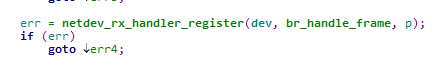 err = netdev_rx_handler_register(dev, br_handle_frame, p);
if (err)
goto ↓err4;